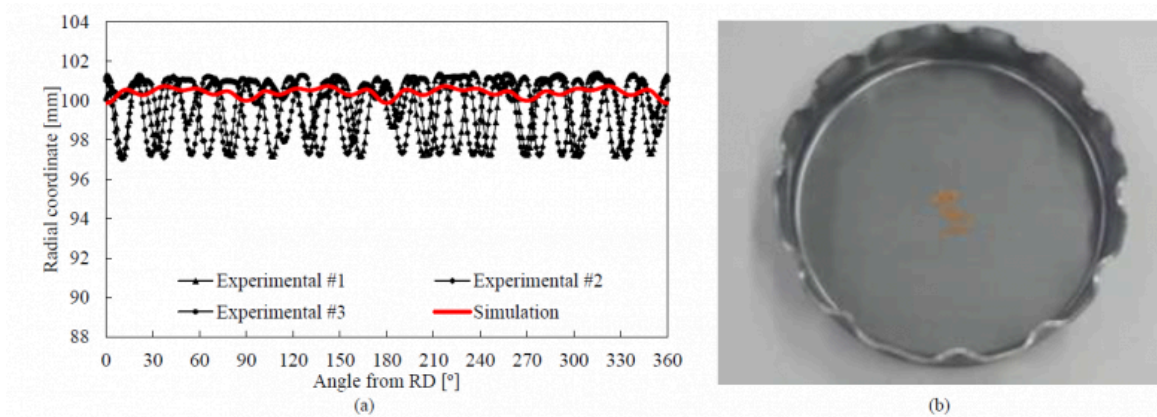 104
102
100
98
96
94
92
90
88
Radial coordinate [mm]
Experimental #1
Experimental #2
Experimental #3
Simulation
0 30 60 90 120 150 180 210 240 270 300 330 360
Angle from RD [º]
(a)
(b)